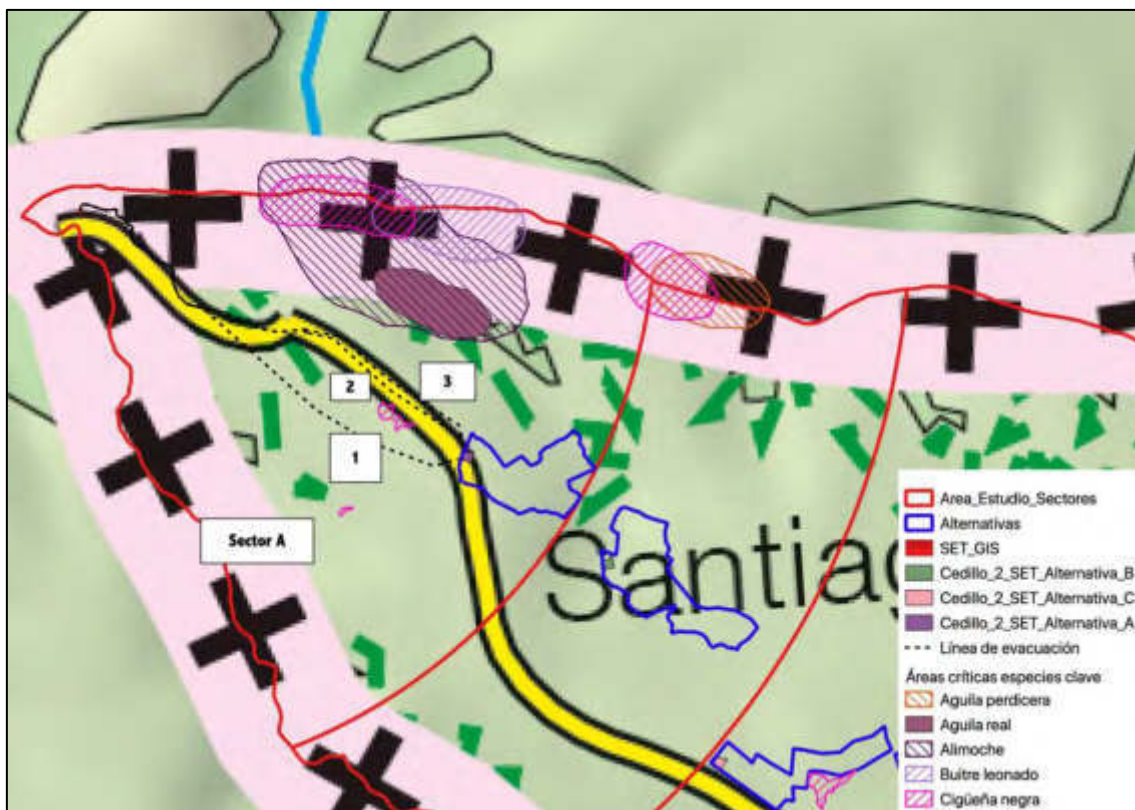 3
2
1
Sector A
Santiag
Area_Estudio_Sectores
Alternativas
SET_GIS
Cedillo_2_SET_Alternativa_B
Cedillo_2_SET_Alternativa_C
Cedillo_2_SET_Alternativa_A
Línea de evacuación
Áreas críticas especies clave
Aguila perdicera
Aguila real
Alimoche
Buitre leonado
Cigüeña negra